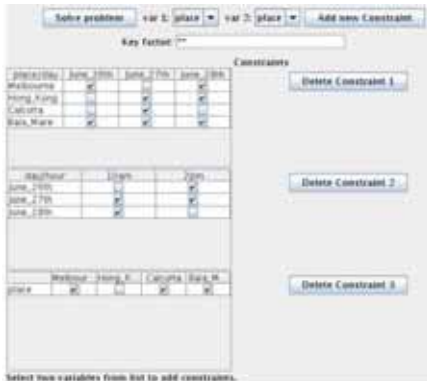 Solve problem var 1: place var 2: place Add new Constraint
Key Factor: ""
Constraints
place/day June_26th June_27th June_28th Delete Constraint 1
Melbourne
Hong_Kong
Calcutta
Baia_Mare
day/hour 10am 2pm Delete Constraint 2
June_26th
June_27th
June_28th
Melbour... Hong_K... Calcutta Baia_M... Delete Constraint 3
place
Select two variables from list to add constraints.